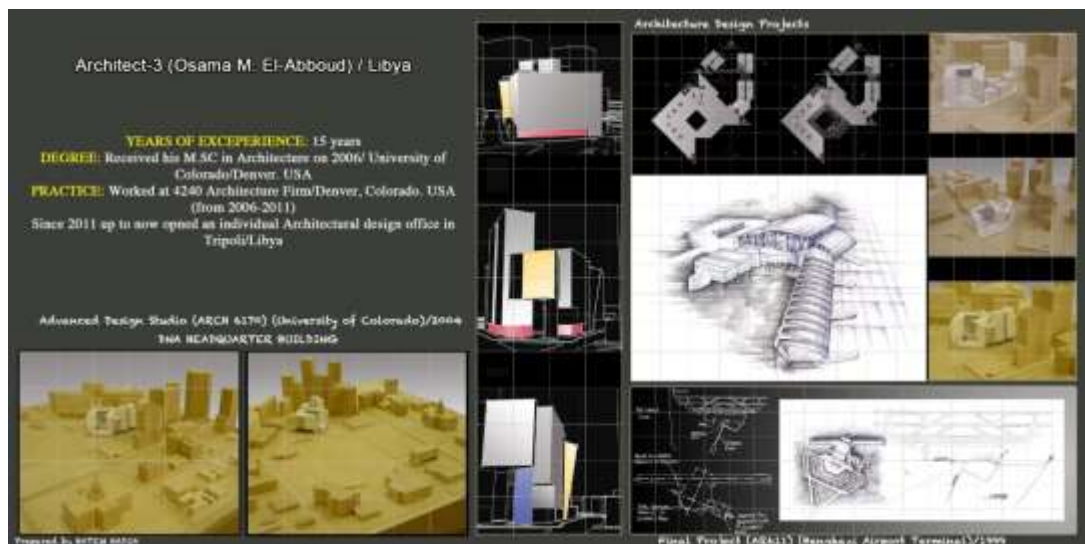 Architect-3 (Osama M. El-Abboud) / Libya
YEARS OF EXCEPERIENCE: 15 years
DEGREE: Received his M.SC in Architecture on 2006/ University of
Colorado/Denver. USA
PRACTICE: Worked at 4240 Architecture Firm/Denver, Colorado. USA
(from 2006-2011)
Since 2011 up to now opned an individual Architectural design office in
Tripoli/Libya
Advanced Design Studio (ARCH 6170) (University of Colorado)/2004
DNA HEADQUARTER BUILDING
Prepared by
Architecture Design Projects
Final Project (AR611) (Benghazi Airport Terminal)/1999